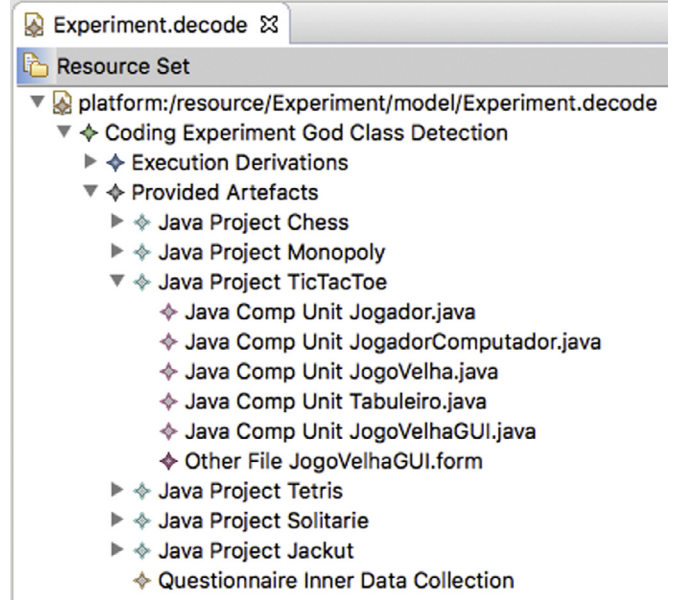 Experiment.decode
Resource Set
platform:/resource/Experiment/model/Experiment.decode
Coding Experiment God Class Detection
Execution Derivations
Provided Artefacts
Java Project Chess
Java Project Monopoly
Java Project TicTacToe
Java Comp Unit Jogador.java
Java Comp Unit JogadorComputador.java
Java Comp Unit JogoVelha.java
Java Comp Unit Tabuleiro.java
Java Comp Unit JogoVelhaGUI.java
Other File JogoVelhaGUI.form
Java Project Tetris
Java Project Solitarie
Java Project Jackut
Questionnaire Inner Data Collection